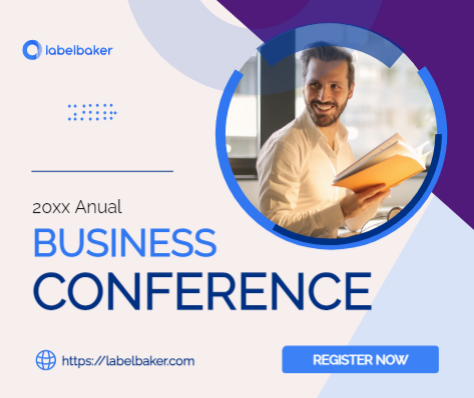 labelbaker
20xx Anual
BUSINESS
CONFERENCE
https://labelbaker.com
REGISTER NOW